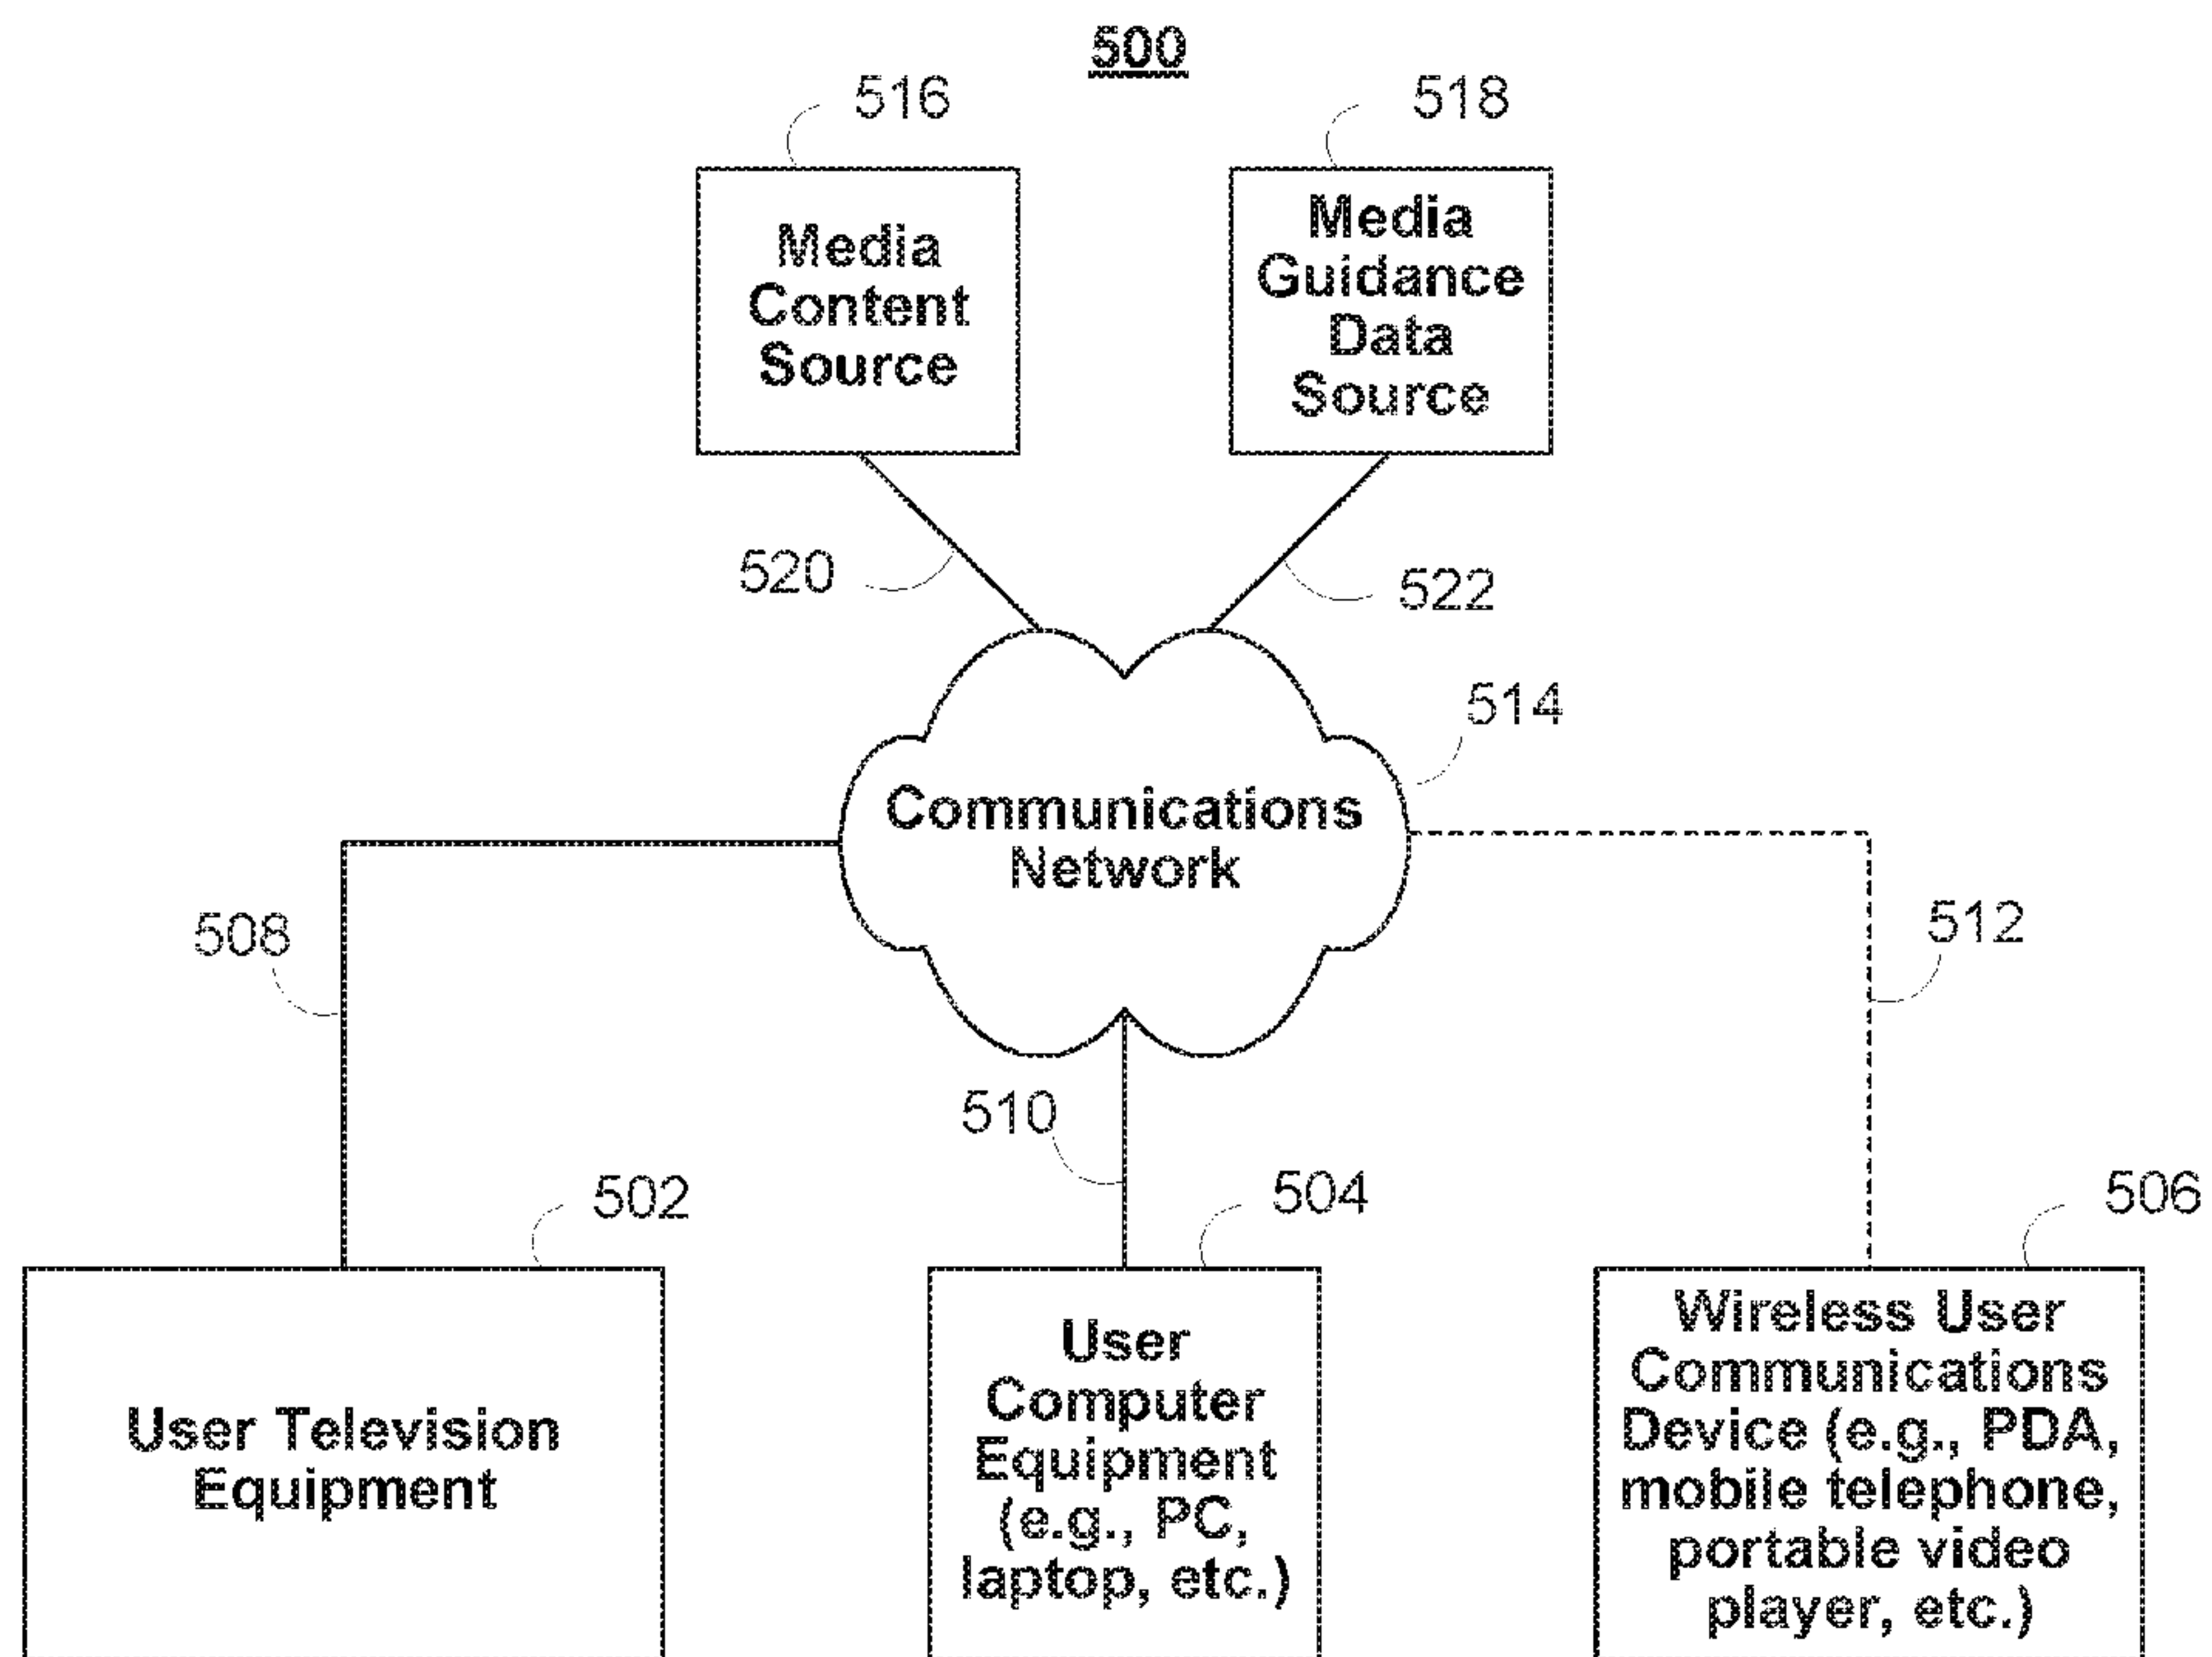 500
516
518
Media
Content
Source
Media
Guidance
Data
Source
520
522
514
Communications
Network
508
512
510
502
504
506
User Television
Equipment
User
Computer
Equipment
(e.g., PC,
laptop, etc.)
Wireless User
Communications
Device (e.g., PDA,
mobile telephone,
portable video
player, etc.)